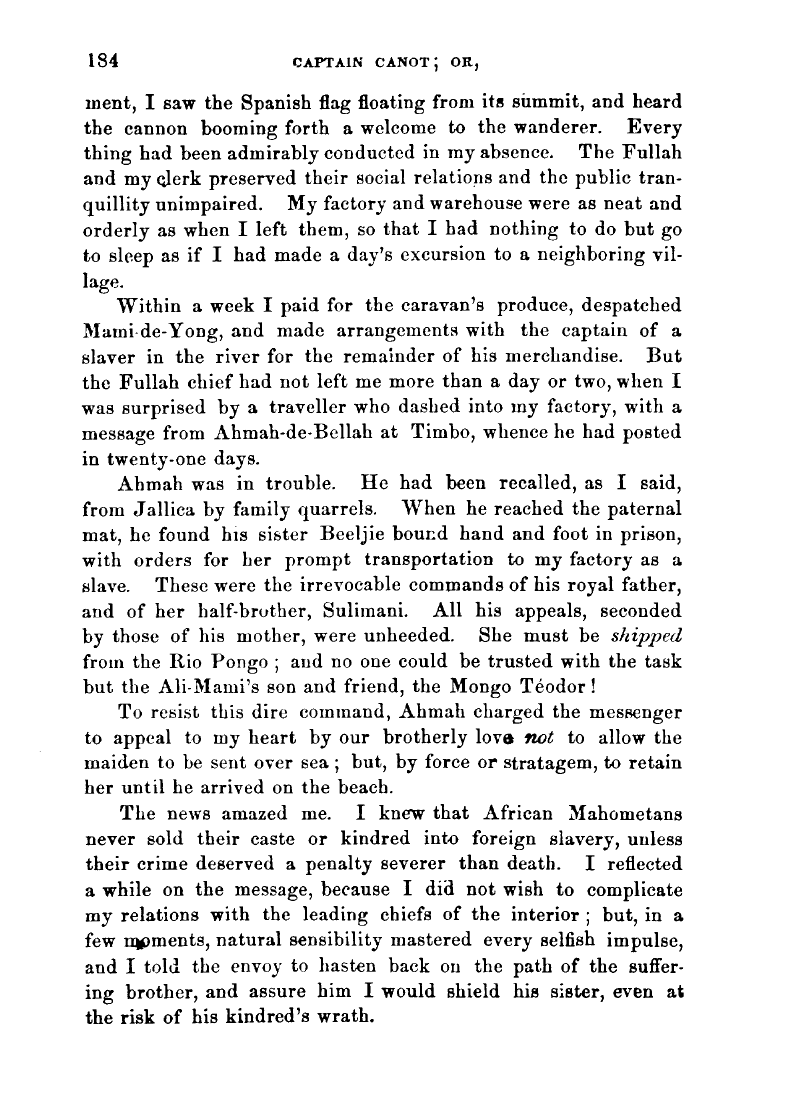 184 CAPTAIN CANOT; OR,
ment, I saw the Spanish flag floating from its summit, and heard
the cannon booming forth a welcome to the wanderer. Every
thing had been admirably conducted in my absence. The Fullah
and my clerk preserved their social relations and the public tran-
quillity unimpaired. My factory and warehouse were as neat and
orderly as when I left them, so that I had nothing to do but go
to sleep as if I had made a day's excursion to a neighboring vil-
lage.
Within a week I paid for the caravan's produce, despatched
Mami-de-Yong, and made arrangements with the captain of a
slaver in the river for the remainder of his merchandise. But
the Fullah chief had not left me more than a day or two, when I
was surprised by a traveller who dashed into my factory, with a
message from Ahmah-de-Bellah at Timbo, whence he had posted
in twenty-one days.
Ahmah was in trouble. He had been recalled, as I said,
from Jallica by family quarrels. When he reached the paternal
mat, he found his sister Beeljie bound hand and foot in prison,
with orders for her prompt transportation to my factory as a
slave. These were the irrevocable commands of his royal father,
and of her half-brother, Sulimani. All his appeals, seconded
by those of his mother, were unheeded. She must be shipped
from the Rio Pongo; and no one could be trusted with the task
but the Ali-Mami's son and friend, the Mongo Téodor!
To resist this dire command, Ahmah charged the messenger
to appeal to my heart by our brotherly love not to allow the
maiden to be sent over sea; but, by force or stratagem, to retain
her until he arrived on the beach.
The news amazed me. I knew that African Mahometans
never sold their caste or kindred into foreign slavery, unless
their crime deserved a penalty severer than death. I reflected
a while on the message, because I did not wish to complicate
my relations with the leading chiefs of the interior; but, in a
few moments, natural sensibility mastered every selfish impulse,
and I told the envoy to hasten back on the path of the suffer-
ing brother, and assure him I would shield his sister, even at
the risk of his kindred's wrath.